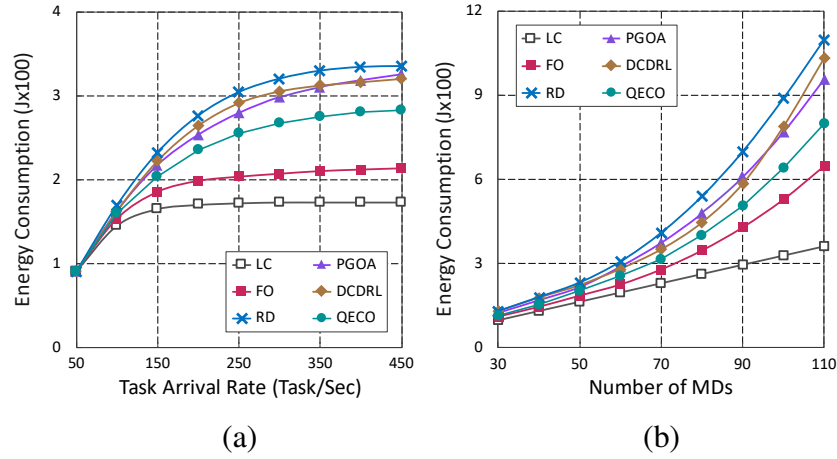 4
3
2
1
0
Energy Consumption (Jx100)
LC
PGOA
FO
DCDRL
RD
QECO
50
150
250
350
450
Task Arrival Rate (Task/Sec)
(a)
12
9
6
3
0
Energy Consumption (Jx100)
LC
PGOA
FO
DCDRL
RD
QECO
30
50
70
90
110
Number of MDs
(b)